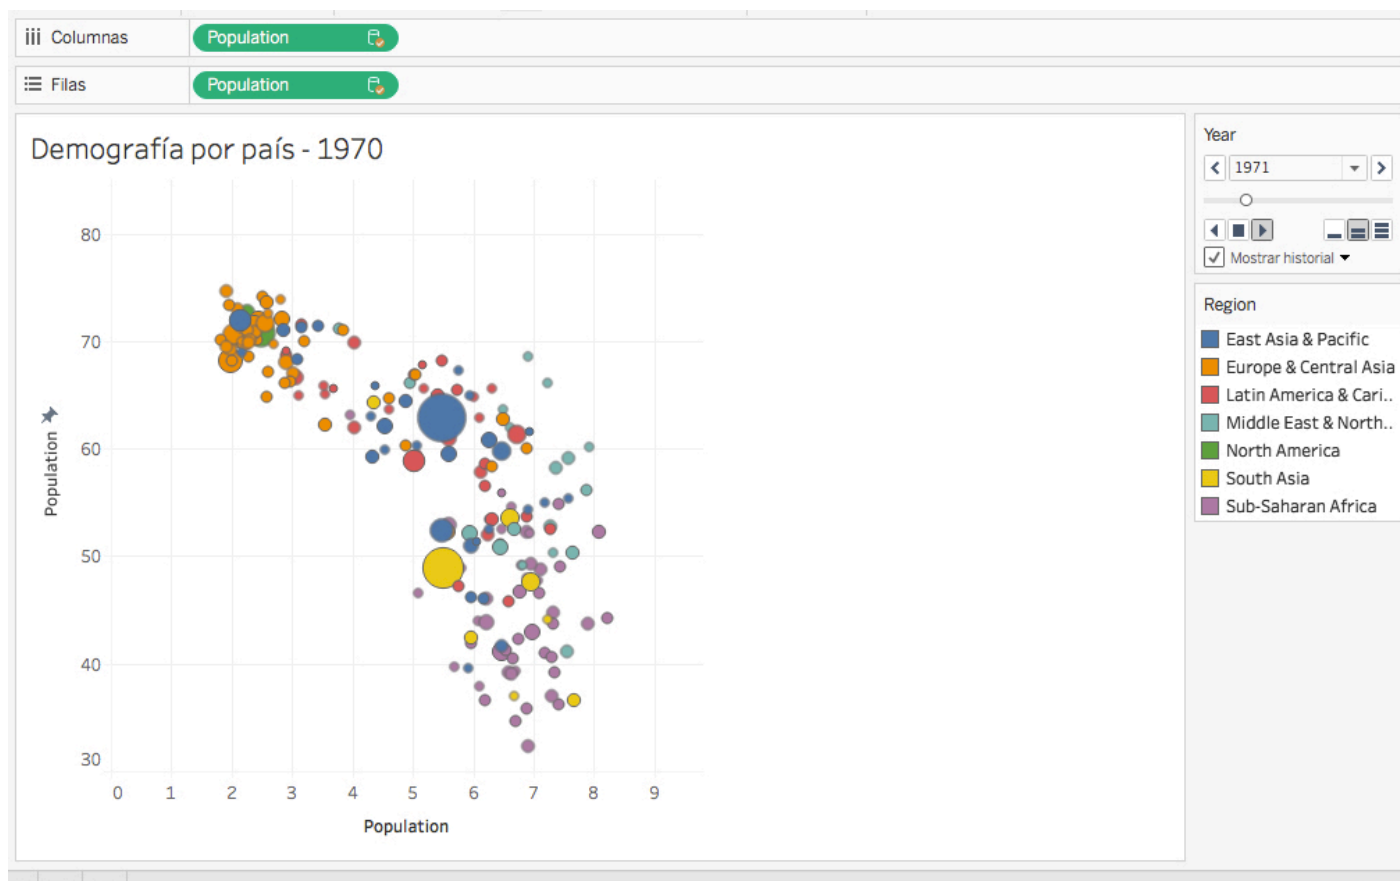 Columnas
Population
Filas
Population
Demografía por país - 1970
80
70
60
50
40
30
Population
0 1 2 3 4 5 6 7 8 9
Population
Year
1971
Mostrar historial
Region
East Asia & Pacific
Europe & Central Asia
Latin America & Cari..
Middle East & North..
North America
South Asia
Sub-Saharan Africa